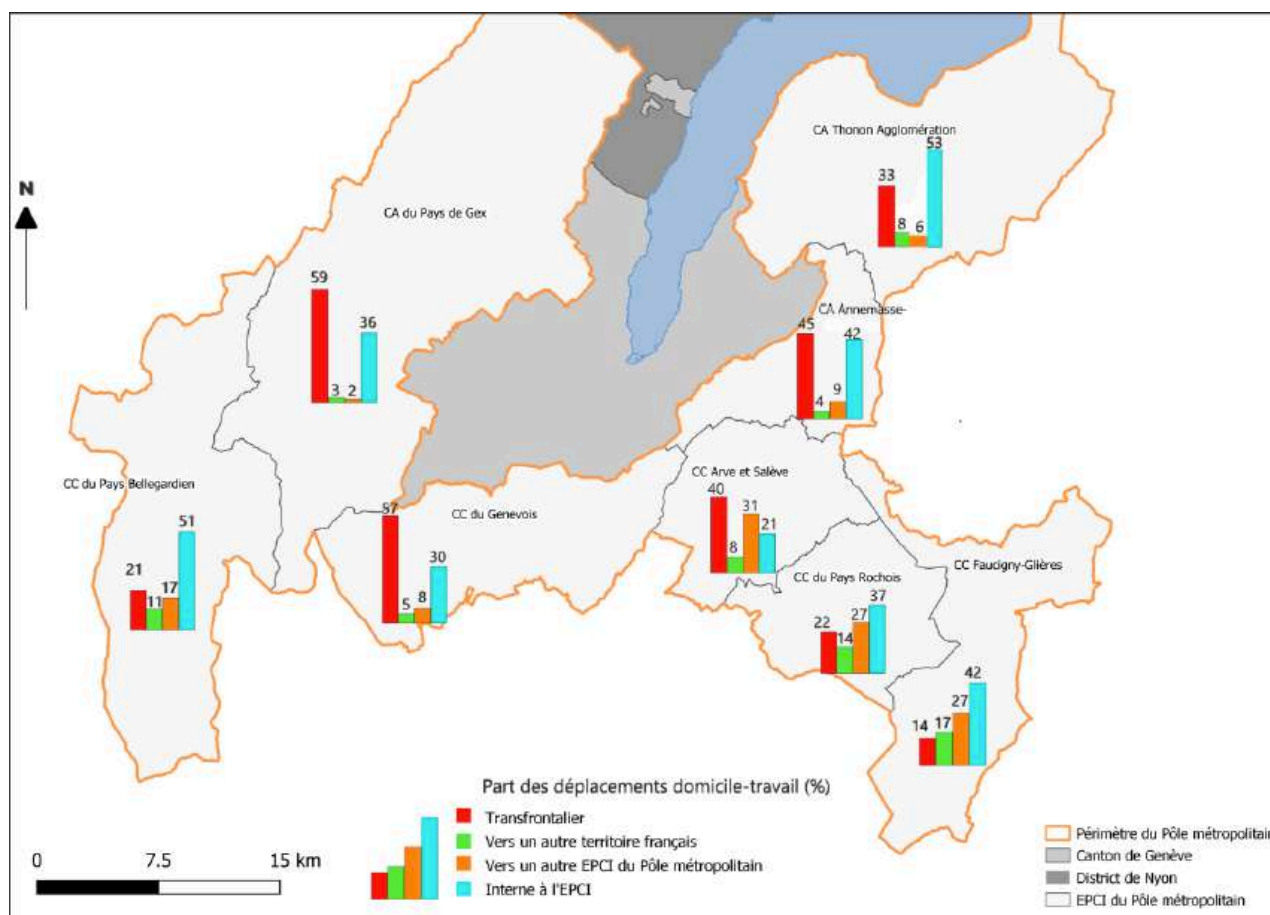 N
CA Thonon Agglomération
33
8
6
53
CA du Pays de Gex
59
3
2
36
CA Annemasse-
45
4
9
42
CC Arve et Salève
40
8
31
21
CC du Pays Bellegardien
21
11
17
51
CC du Genevois
57
5
8
30
CC du Pays Rochois
22
14
27
37
CC Faucigny-Glières
14
17
27
42
Part des déplacements domicile-travail (%)
Transfrontalier
Vers un autre territoire français
Vers un autre EPCI du Pôle métropolitain
Interne à l'EPCI
0 7.5 15 km
Périmètre du Pôle métropolitain
Canton de Genève
District de Nyon
EPCI du Pôle métropolitain